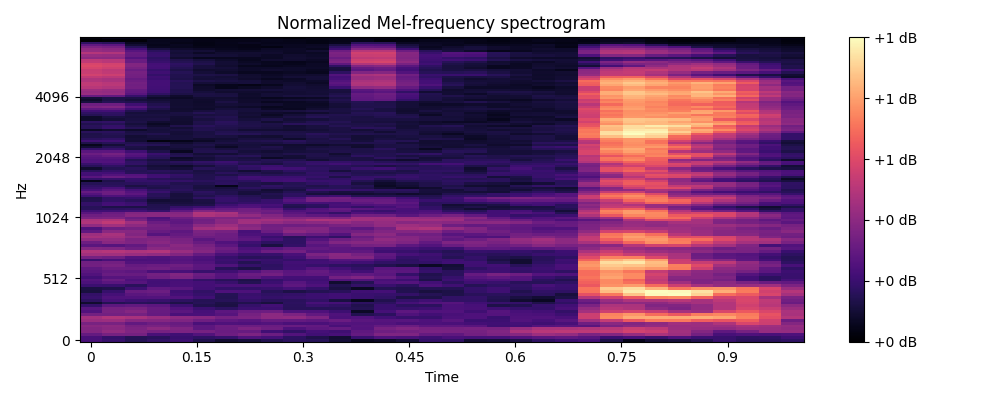 Normalized Mel-frequency spectrogram
Hz
4096
2048
1024
512
0
0 0.15 0.3 0.45 0.6 0.75 0.9
Time
+1 dB
+1 dB
+1 dB
+0 dB
+0 dB
+0 dB